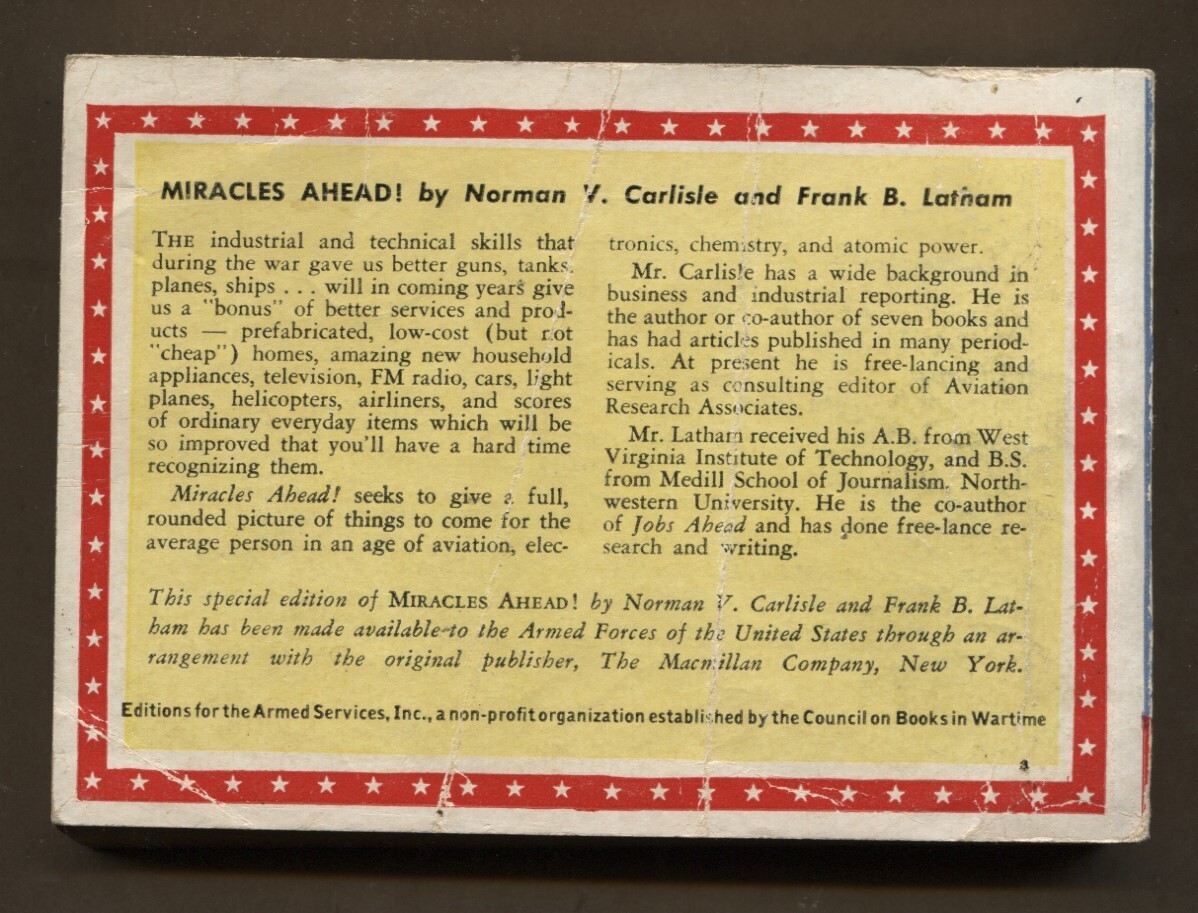 MIRACLES AHEAD! by Norman V. Carlisle and Frank B. Latham
THE industrial and technical skills that
during the war gave us better guns, tanks,
planes, ships . . . will in coming years give
us a "bonus" of better services and prod-
ucts — prefabricated, low-cost (but not
"cheap") homes, amazing new household
appliances, television, FM radio, cars, light
planes, helicopters, airliners, and scores
of ordinary everyday items which will be
so improved that you'll have a hard time
recognizing them.
Miracles Ahead! seeks to give a full,
rounded picture of things to come for the
average person in an age of aviation, elec-
tronics, chemistry, and atomic power.
Mr. Carlisle has a wide background in
business and industrial reporting. He is
the author or co-author of seven books and
has had articles published in many period-
icals. At present he is free-lancing and
serving as consulting editor of Aviation
Research Associates.
Mr. Latham received his A.B. from West
Virginia Institute of Technology, and B.S.
from Medill School of Journalism, North-
western University. He is the co-author
of Jobs Ahead and has done free-lance re-
search and writing.
This special edition of MIRACLES AHEAD! by Norman V. Carlisle and Frank B. Lat-
ham has been made available to the Armed Forces of the United States through an ar-
rangement with the original publisher, The Macmillan Company, New York.
Editions for the Armed Services, Inc., a non-profit organization established by the Council on Books in Wartime